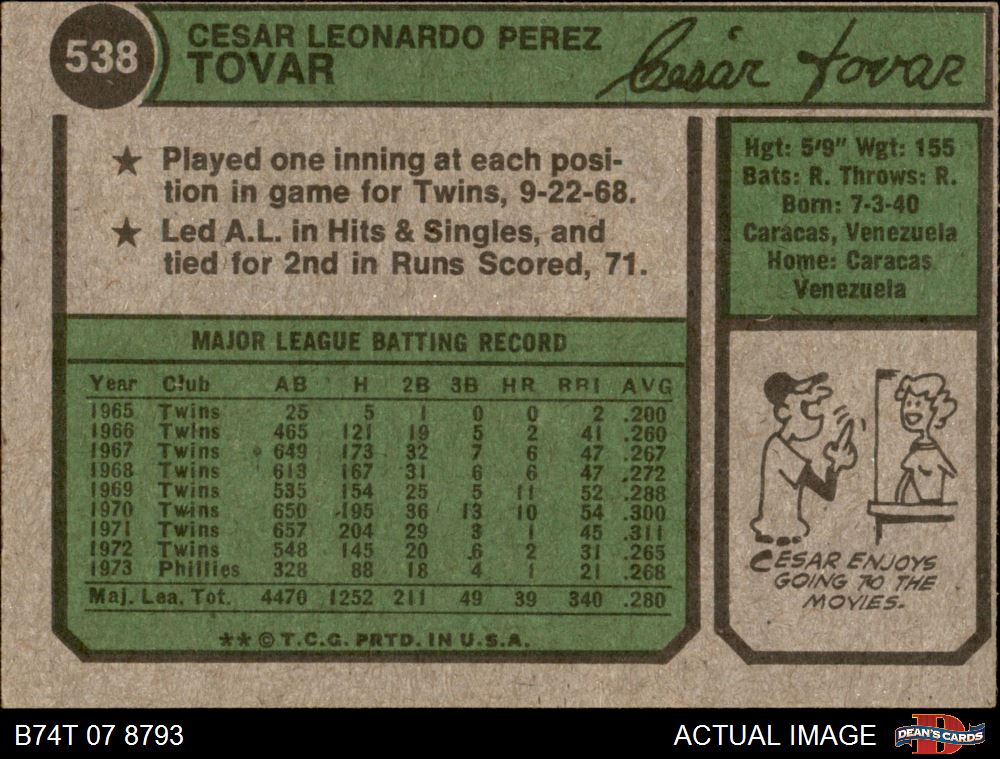 538
CESAR LEONARDO PEREZ
TOVAR
Cesár Tovar
★ Played one inning at each posi-
tion in game for Twins, 9-22-68.
★ Led A.L. in Hits & Singles, and
tied for 2nd in Runs Scored, 71.
Hgt: 5'9" Wgt: 155
Bats: R. Throws: R.
Born: 7-3-40
Caracas, Venezuela
Home: Caracas
Venezuela
MAJOR LEAGUE BATTING RECORD
Year Club AB H 2B 3B HR RBI AVG
1965 Twins 25 5 1 0 0 2 .200
1966 Twins 465 121 19 5 2 41 .260
1967 Twins 649 173 32 7 6 47 .267
1968 Twins 613 167 31 6 6 47 .272
1969 Twins 535 154 25 5 11 52 .288
1970 Twins 650 195 36 13 10 54 .300
1971 Twins 657 204 29 3 1 45 .311
1972 Twins 548 145 20 6 2 31 .265
1973 Phillies 328 88 18 4 1 21 .268
Maj. Lea. Tot. 4470 1252 211 49 39 340 .280
** © T.C.G. PRTD. IN U.S.A.
CESAR ENJOYS
GOING TO THE
MOVIES.
B74T 07 8793
ACTUAL IMAGE
DEAN'S CARDS